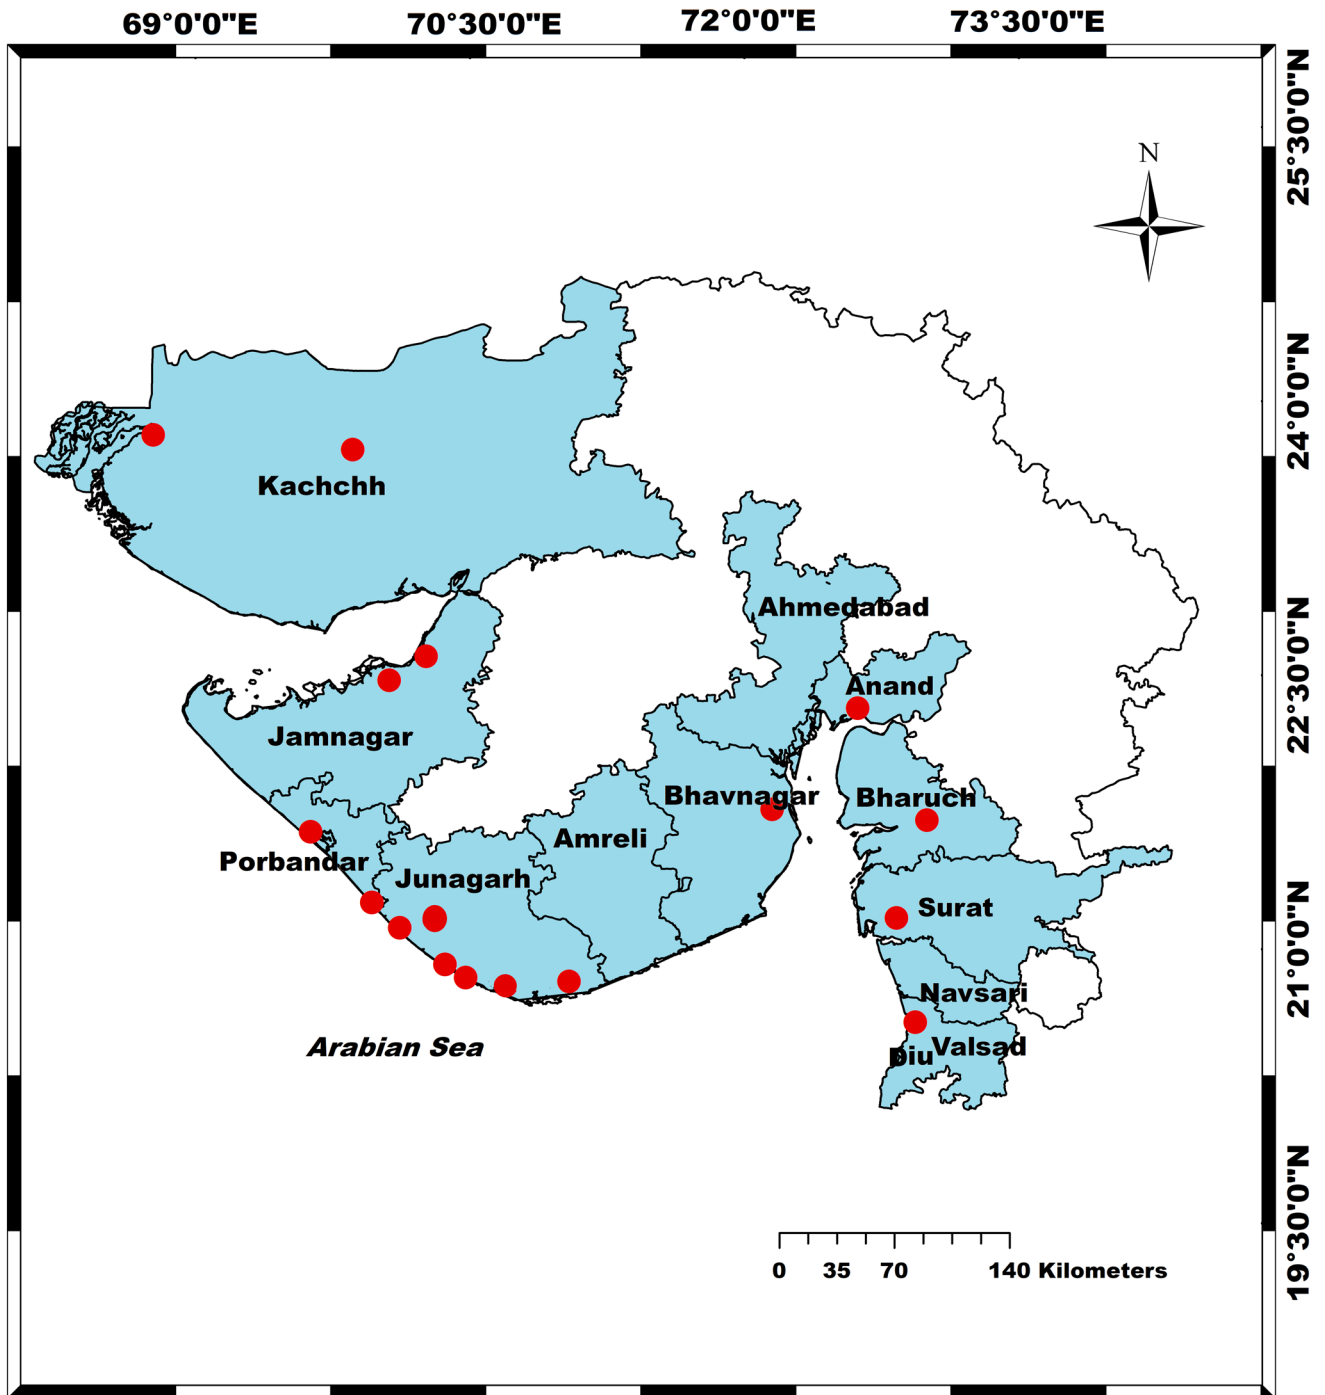 69°0'0"E 70°30'0"E 72°0'0"E 73°30'0"E
25°30'0"N
N
24°0'0"N
Kachchh
22°30'0"N
Ahmedabad
Anand
Jamnagar
Bhavnagar
Bharuch
Amreli
Porbandar
Junagarh
Surat
21°0'0"N
Navsari
Arabian Sea
Diu
Valsad
19°30'0"N
0 35 70 140 Kilometers